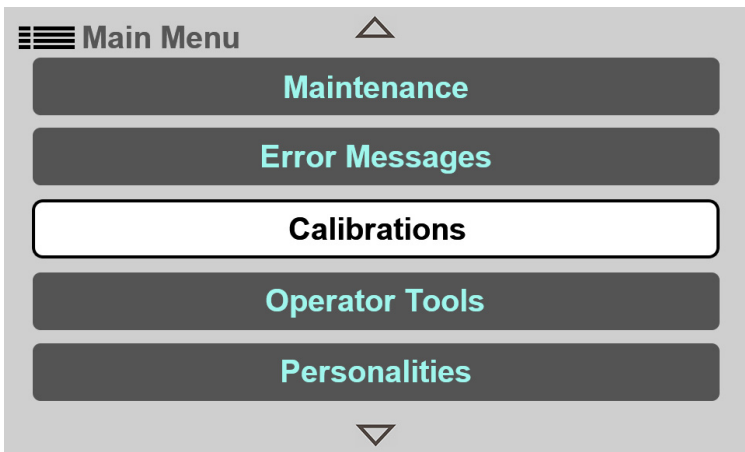 Main Menu
Maintenance
Error Messages
Calibrations
Operator Tools
Personalities